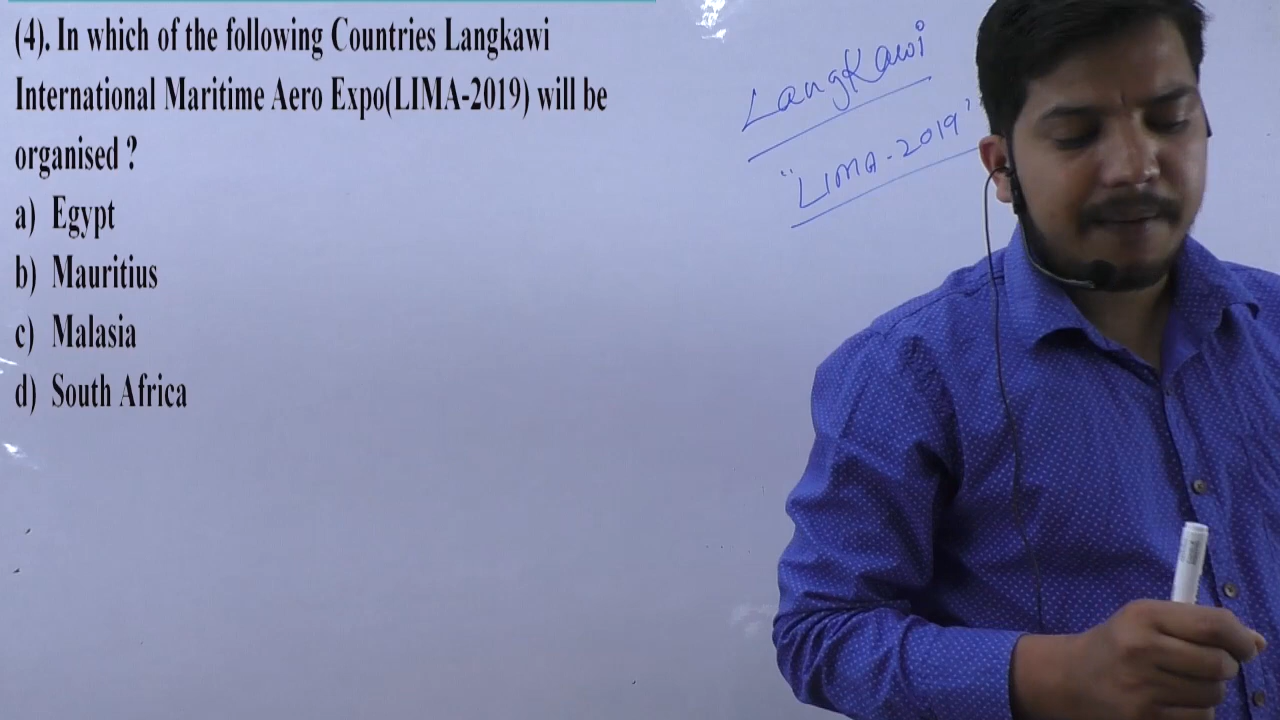 (4). In which of the following Countries Langkawi
International Maritime Aero Expo(LIMA-2019) will be
organised ?
a) Egypt
b) Mauritius
c) Malasia
d) South Africa
LangKawi
"LIMA-2019"